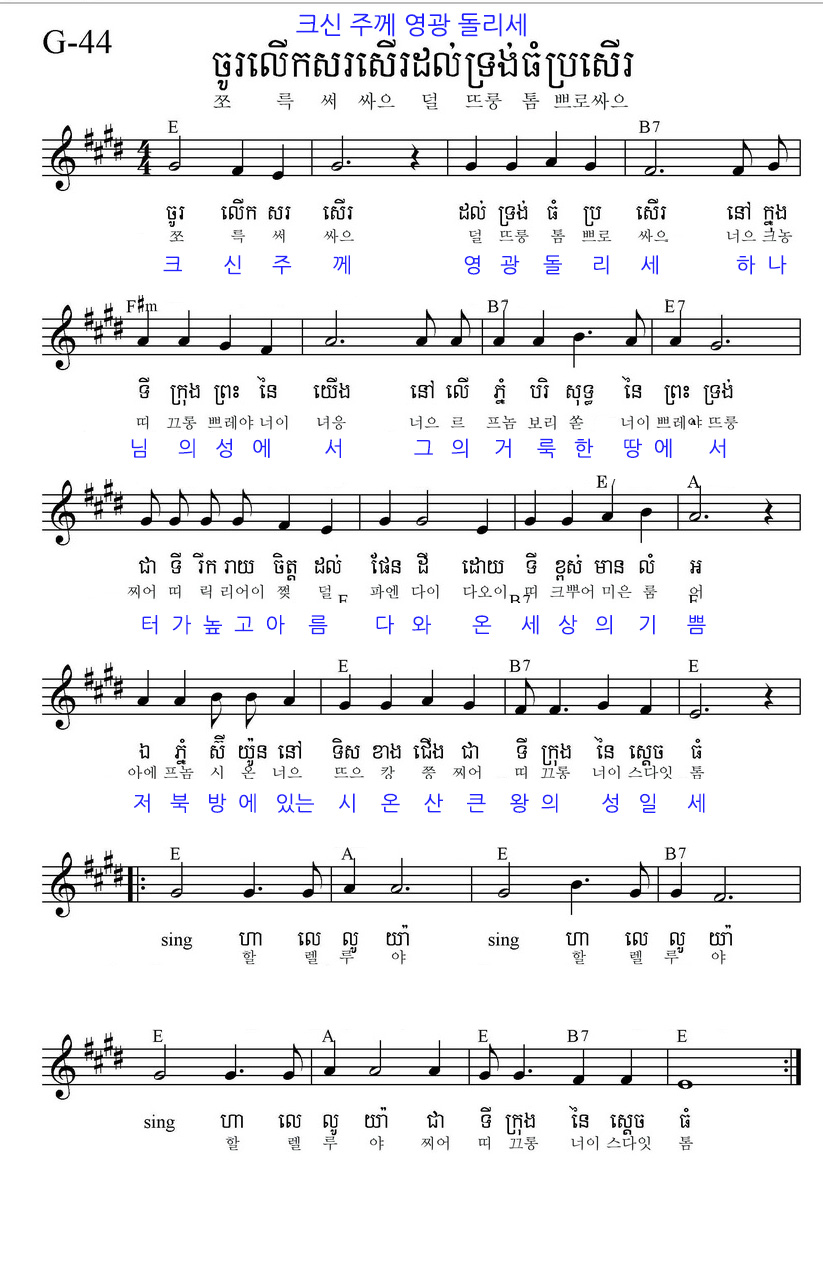 크신 주께 영광 돌리세
G-44
ចូរលើកសរសើរដល់ទ្រង់ធំប្រសើរ
쪼 륵 써 싸으 덜 뜨룽 톰 쁘로싸으
E B7
ចូរ លើក សរ សើរ ដល់ ទ្រង់ ធំ ប្រ សើរ នៅ ក្នុង
쪼 륵 써 싸으 덜 뜨룽 톰 쁘로 싸으 너으 크농
크 신 주 께 영 광 돌 리 세 하 나
F#m B7 E7
ទី ក្រុង ព្រះ នៃ យើង នៅ លើ ភ្នំ បរិ សុទ្ធ នៃ ព្រះ ទ្រង់
띠 끄롱 쁘레야 너이 녀웅 너으 르 프놈 보리 쏟 너이 쁘레야 뜨룽
님 의 성 에 서 그 의 거 룩 한 땅 에 서
E A
ជា ទី រីក រាយ ចិត្ត ដល់ ផែន ដី ដោយ ទី ខ្ពស់ មាន លំ អ
찌어 띠 릭 리어이 쩻 덜 파엔 다이 다오이 띠 크뿌어 미은 룸 어
E B7 E
터 가 높 고 아 름 다 와 온 세 상 의 기 쁨
E B7 E
ឯ ភ្នំ ស៊ី យ៉ូន នៅ ទិស ខាង ជើង ជា ទី ក្រុង នៃ ស្តេច ធំ
아에 프놈 시 욘 너으 뜨으 캉 쯩 찌어 띠 끄롱 너이 스다잇 톰
저 북 방 에 있는 시 온 산 큰 왕 의 성 일 세
E A E B7
sing ហា លេ លូ យ៉ា sing ហា លេ លូ យ៉ា
할 렐 루 야 할 렐 루 야
E A E B7 E
sing ហា លេ លូ យ៉ា ជា ទី ក្រុង នៃ ស្តេច ធំ
할 렐 루 야 찌어 띠 끄롱 너이 스다잇 톰